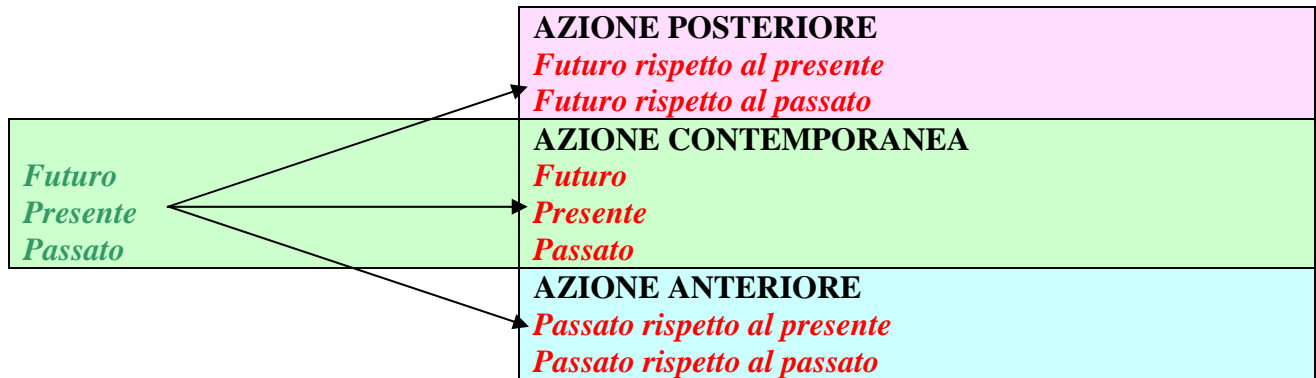 AZIONE POSTERIORE
Futuro rispetto al presente
Futuro rispetto al passato
Futuro
Presente
Passato
AZIONE CONTEMPORANEA
Futuro
Presente
Passato
AZIONE ANTERIORE
Passato rispetto al presente
Passato rispetto al passato